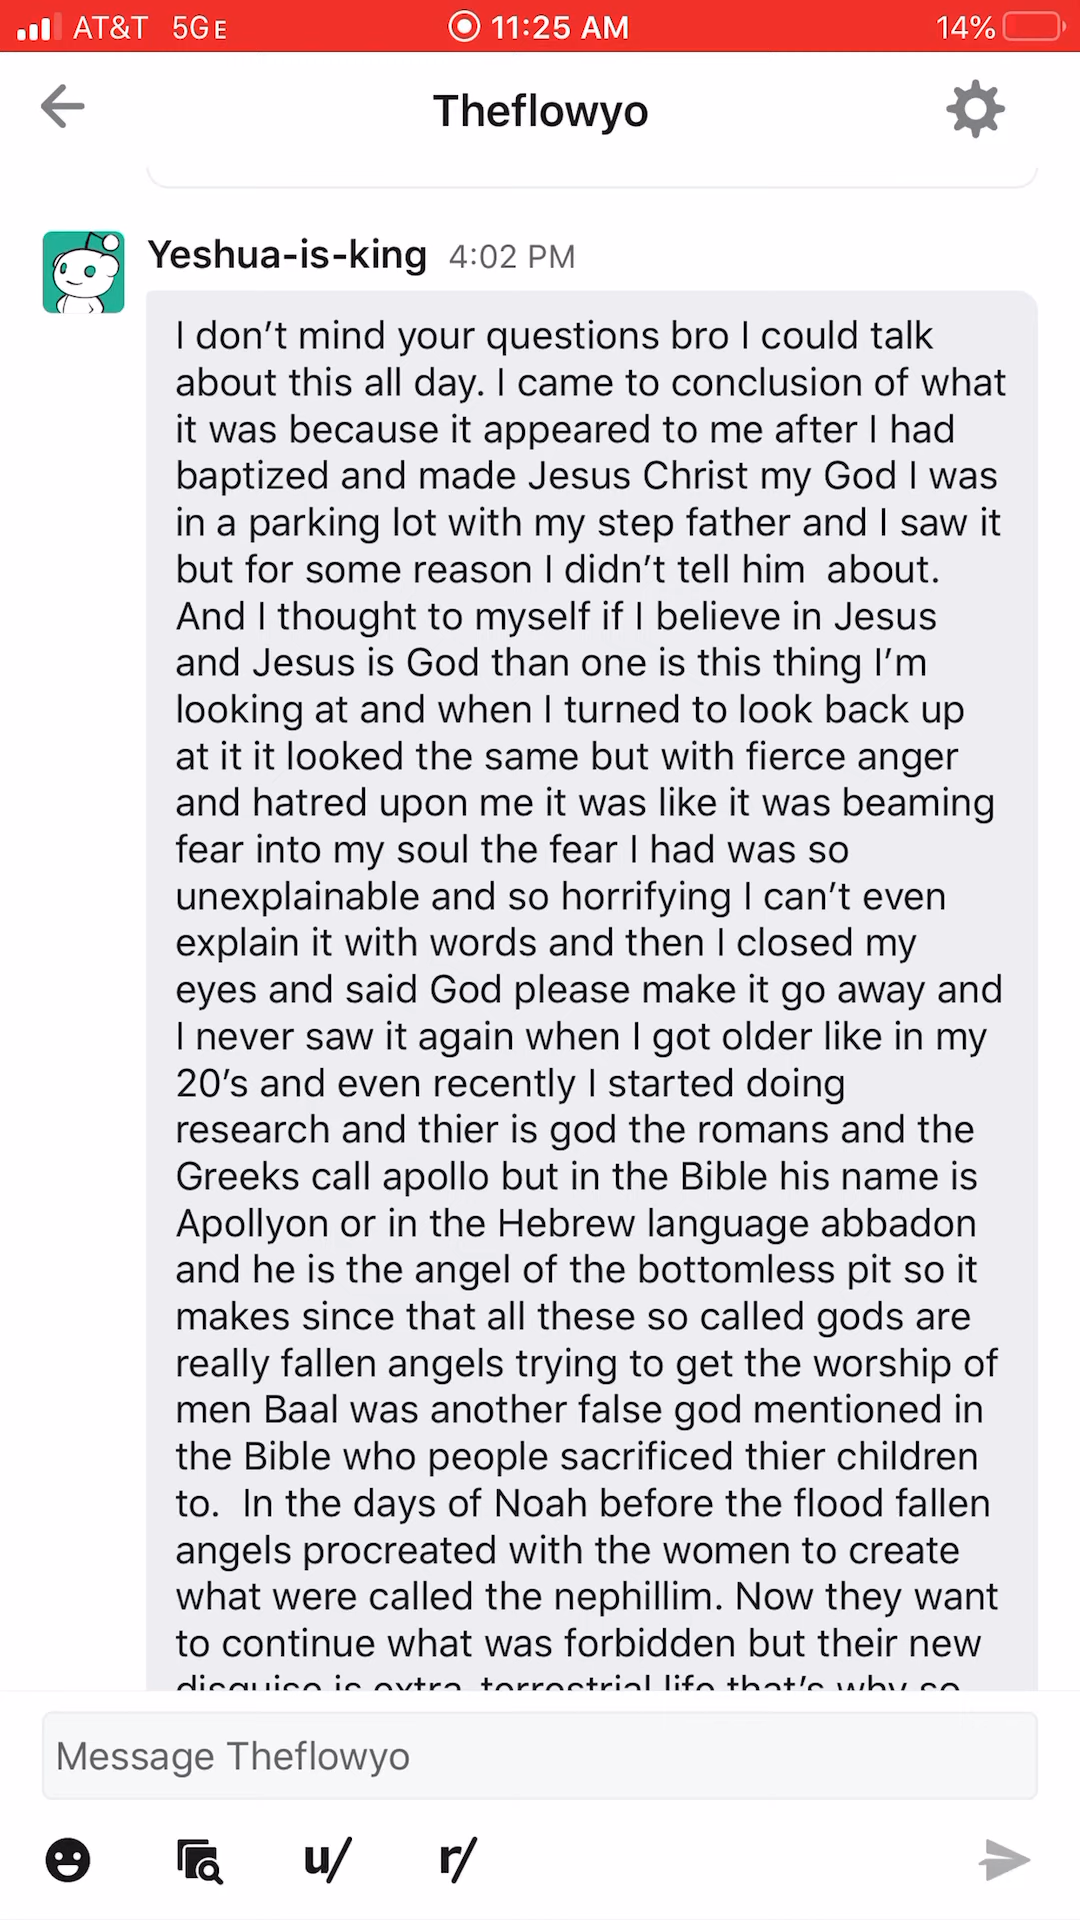 AT&T 5GE 11:25 AM 14%
Theflowyo
Yeshua-is-king 4:02 PM
I don't mind your questions bro I could talk
about this all day. I came to conclusion of what
it was because it appeared to me after I had
baptized and made Jesus Christ my God I was
in a parking lot with my step father and I saw it
but for some reason I didn't tell him  about.
And I thought to myself if I believe in Jesus
and Jesus is God than one is this thing I'm
looking at and when I turned to look back up
at it it looked the same but with fierce anger
and hatred upon me it was like it was beaming
fear into my soul the fear I had was so
unexplainable and so horrifying I can't even
explain it with words and then I closed my
eyes and said God please make it go away and
I never saw it again when I got older like in my
20's and even recently I started doing
research and thier is god the romans and the
Greeks call apollo but in the Bible his name is
Apollyon or in the Hebrew language abbadon
and he is the angel of the bottomless pit so it
makes since that all these so called gods are
really fallen angels trying to get the worship of
men Baal was another false god mentioned in
the Bible who people sacrificed thier children
to.  In the days of Noah before the flood fallen
angels procreated with the women to create
what were called the nephillim. Now they want
to continue what was forbidden but their new
disguise is extra terrestrial life that's why so
Message Theflowyo
u/ r/